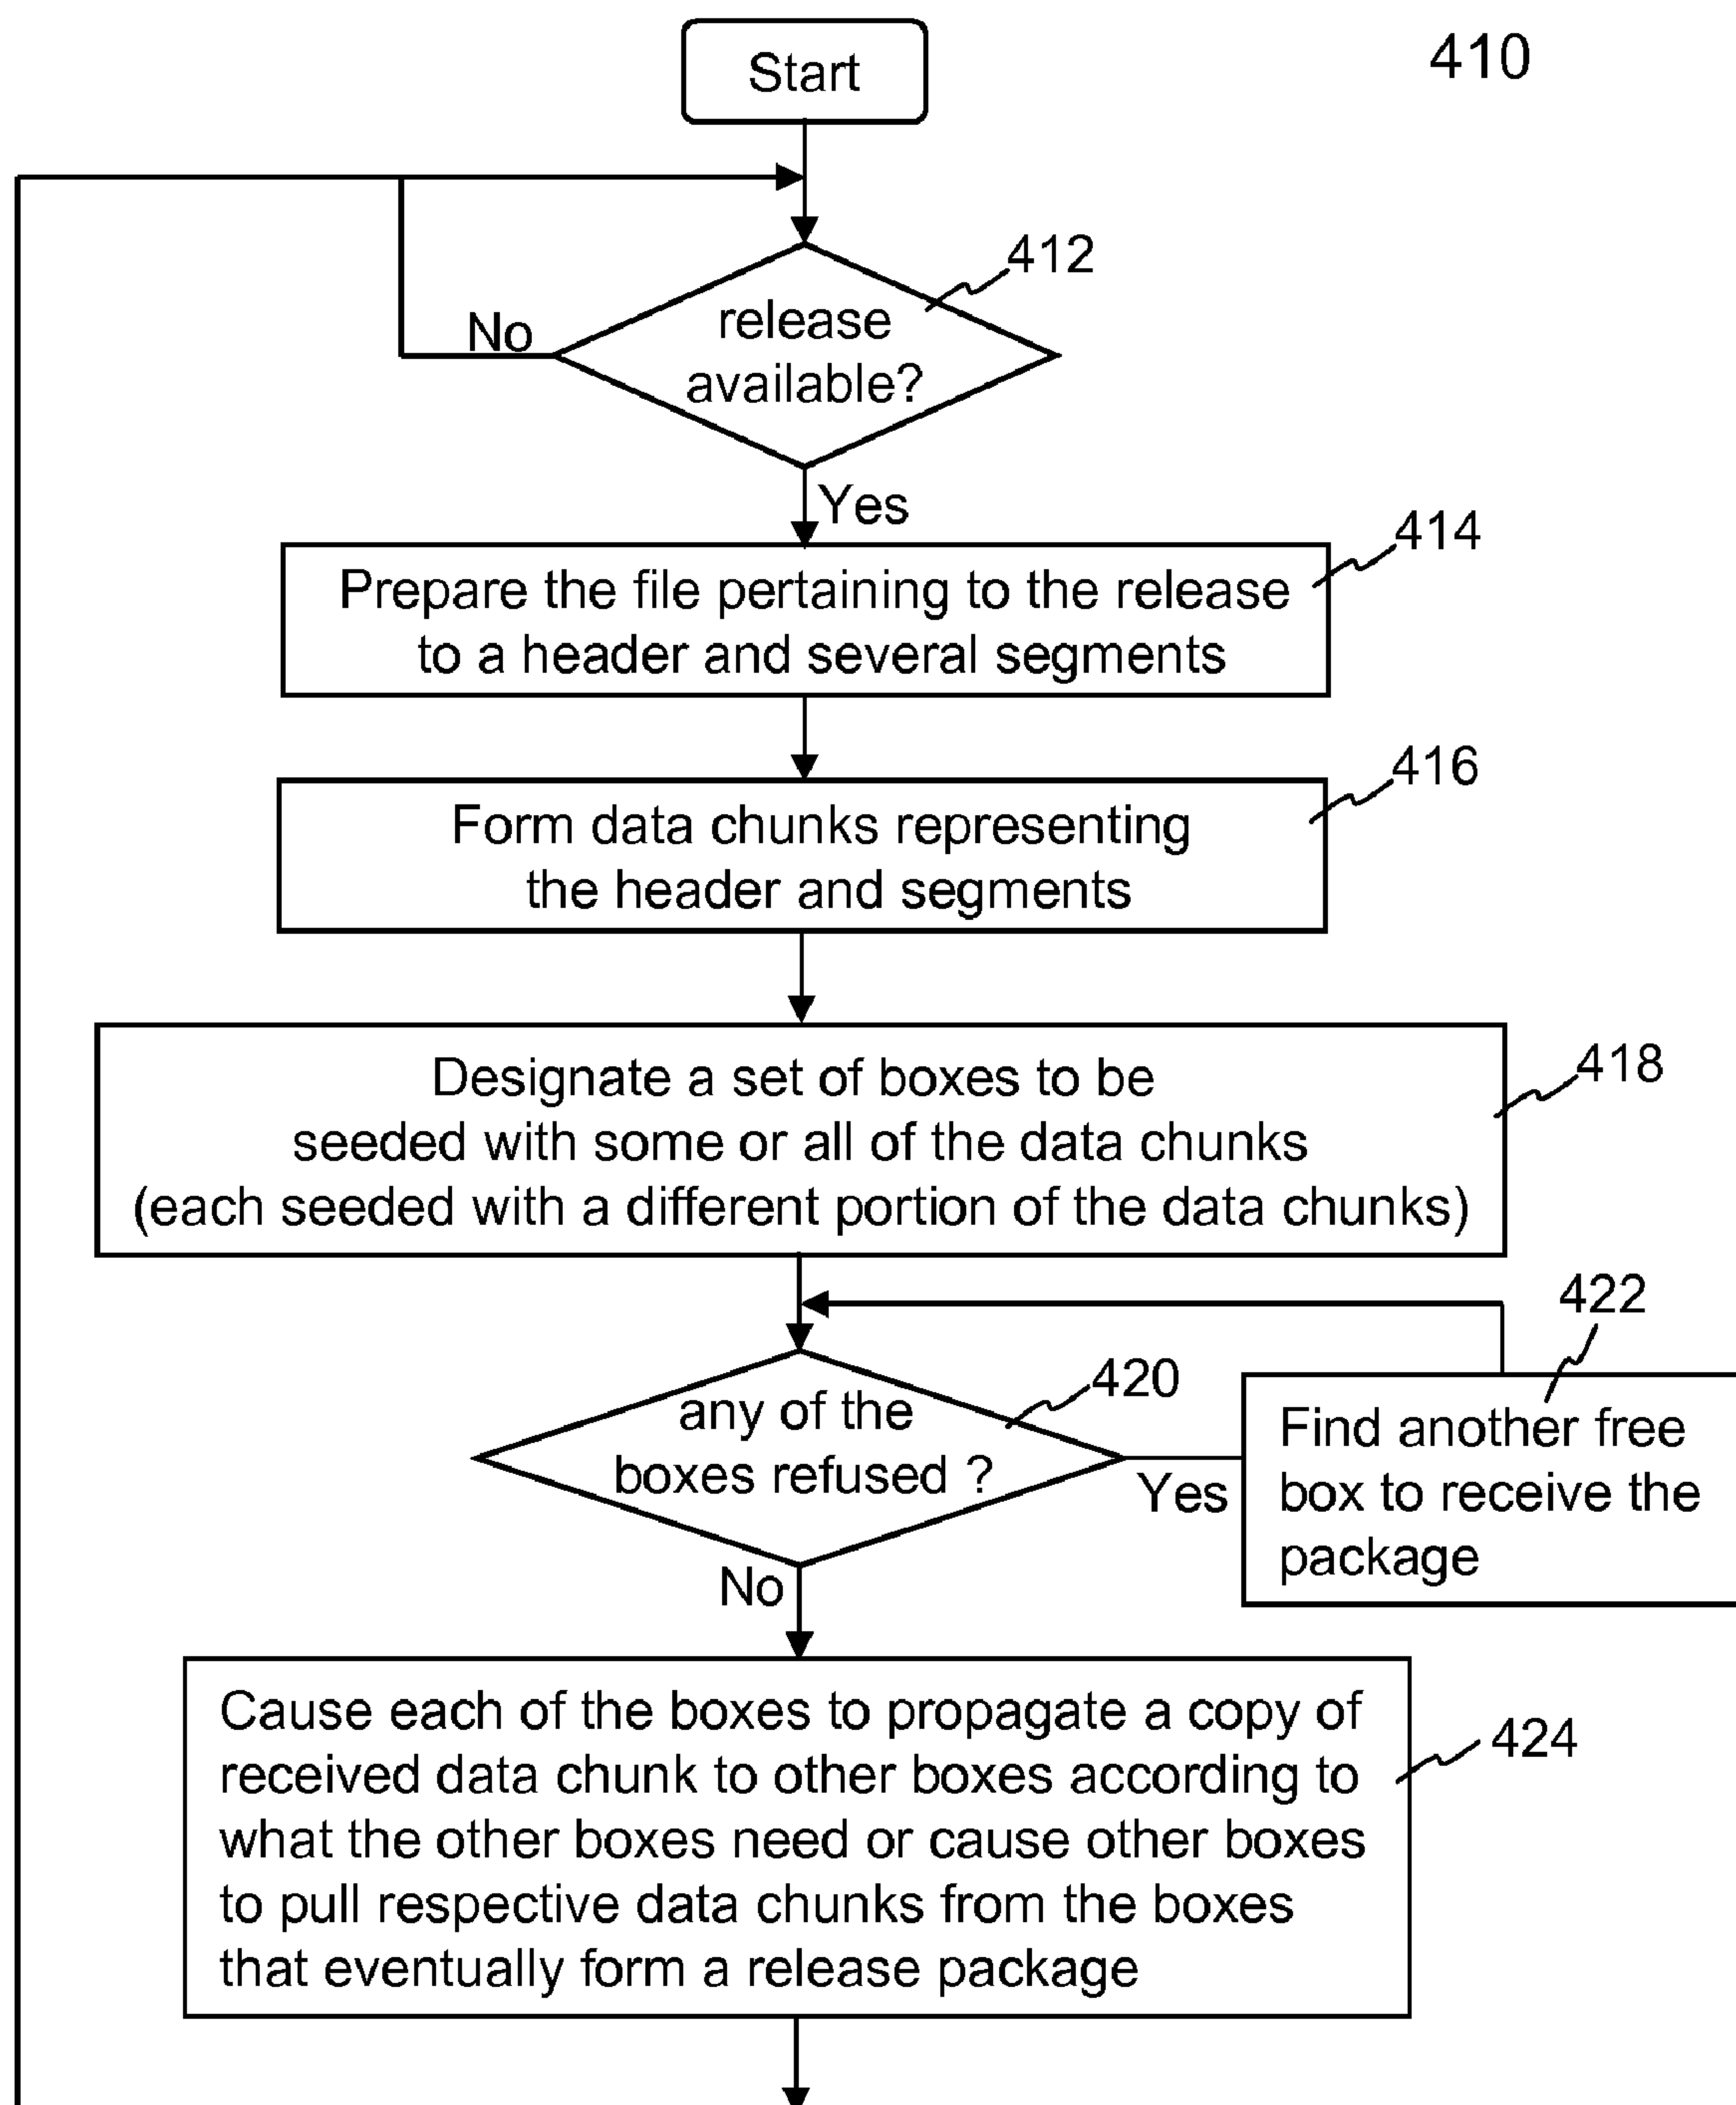 Start
410
412
release
available?
No
Yes
414
Prepare the file pertaining to the release
to a header and several segments
416
Form data chunks representing
the header and segments
418
Designate a set of boxes to be
seeded with some or all of the data chunks
(each seeded with a different portion of the data chunks)
422
420
any of the
boxes refused ?
Yes
Find another free
box to receive the
package
No
Cause each of the boxes to propagate a copy of
received data chunk to other boxes according to
what the other boxes need or cause other boxes
to pull respective data chunks from the boxes
that eventually form a release package
424